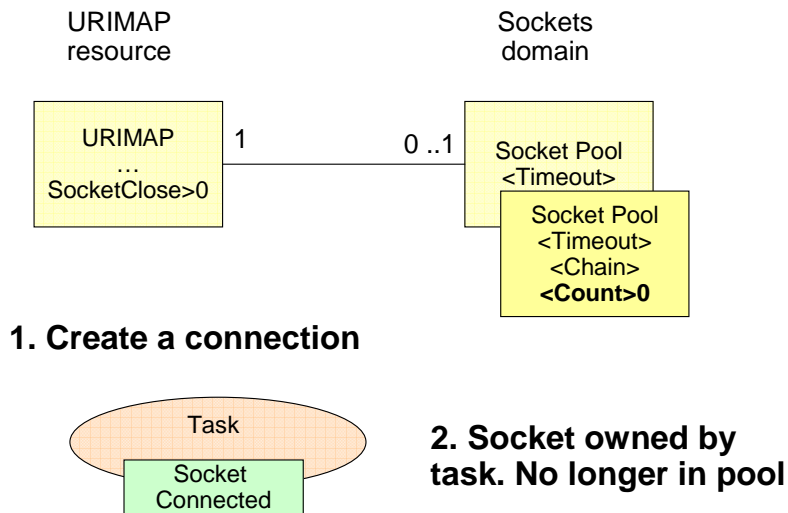 URIMAP
resource
Sockets
domain
URIMAP
…
SocketClose>0
1
0 ..1
Socket Pool
<Timeout>
Socket Pool
<Timeout>
<Chain>
<Count>0
1. Create a connection
Task
Socket
Connected
2. Socket owned by
task. No longer in pool